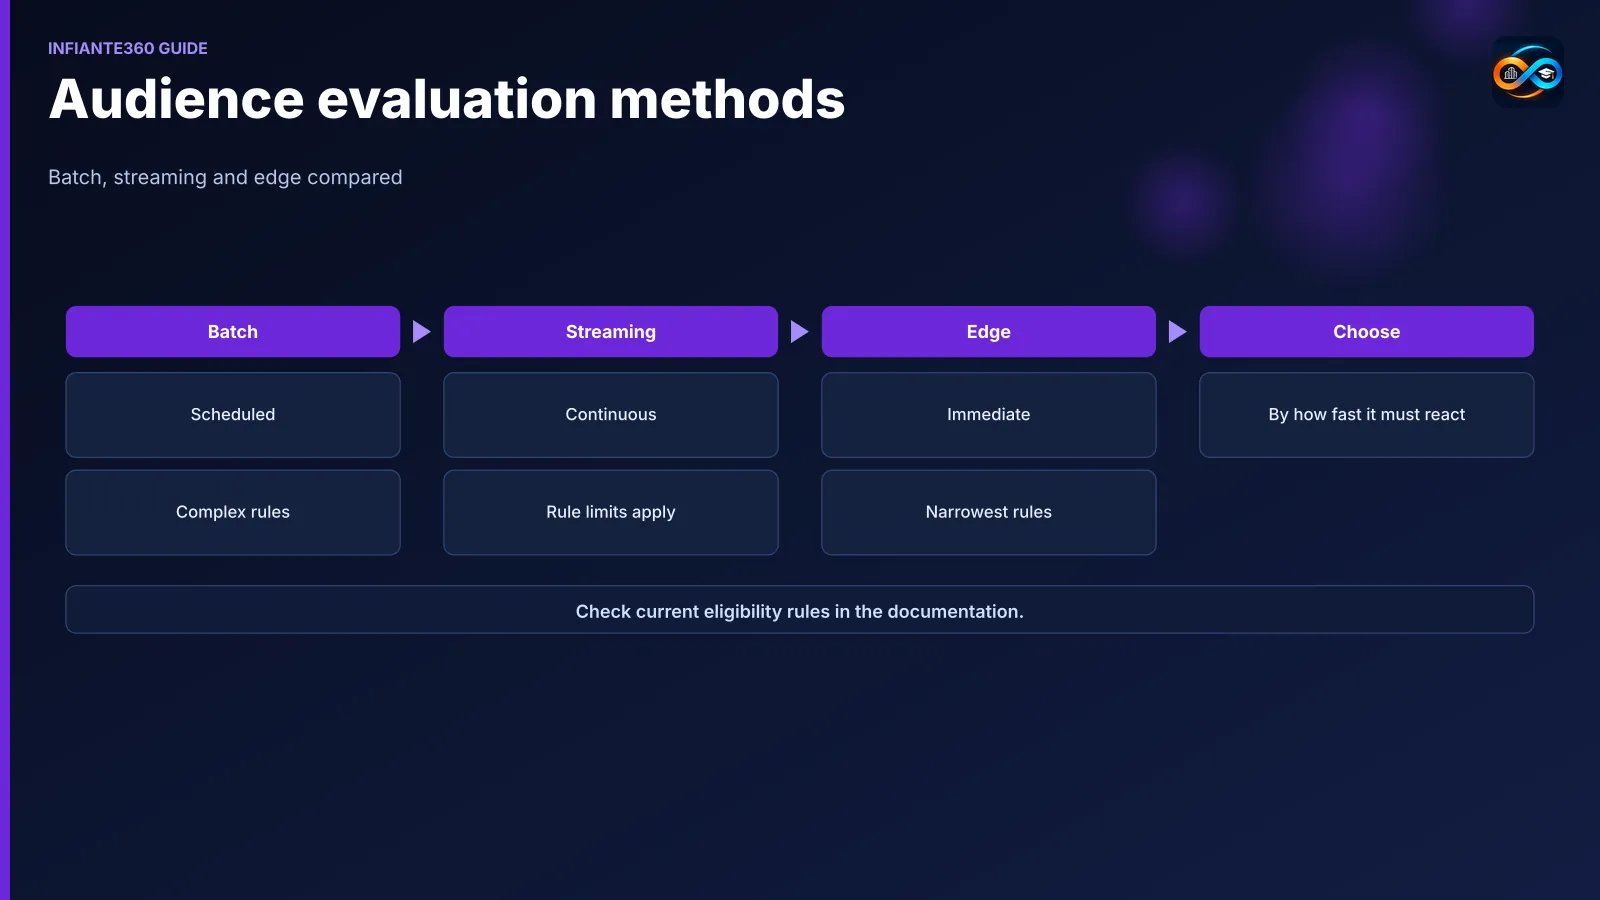 INFIANTE360 GUIDE
Audience evaluation methods
Batch, streaming and edge compared
Batch
Scheduled
Complex rules
Streaming
Continuous
Rule limits apply
Edge
Immediate
Narrowest rules
Choose
By how fast it must react
Check current eligibility rules in the documentation.